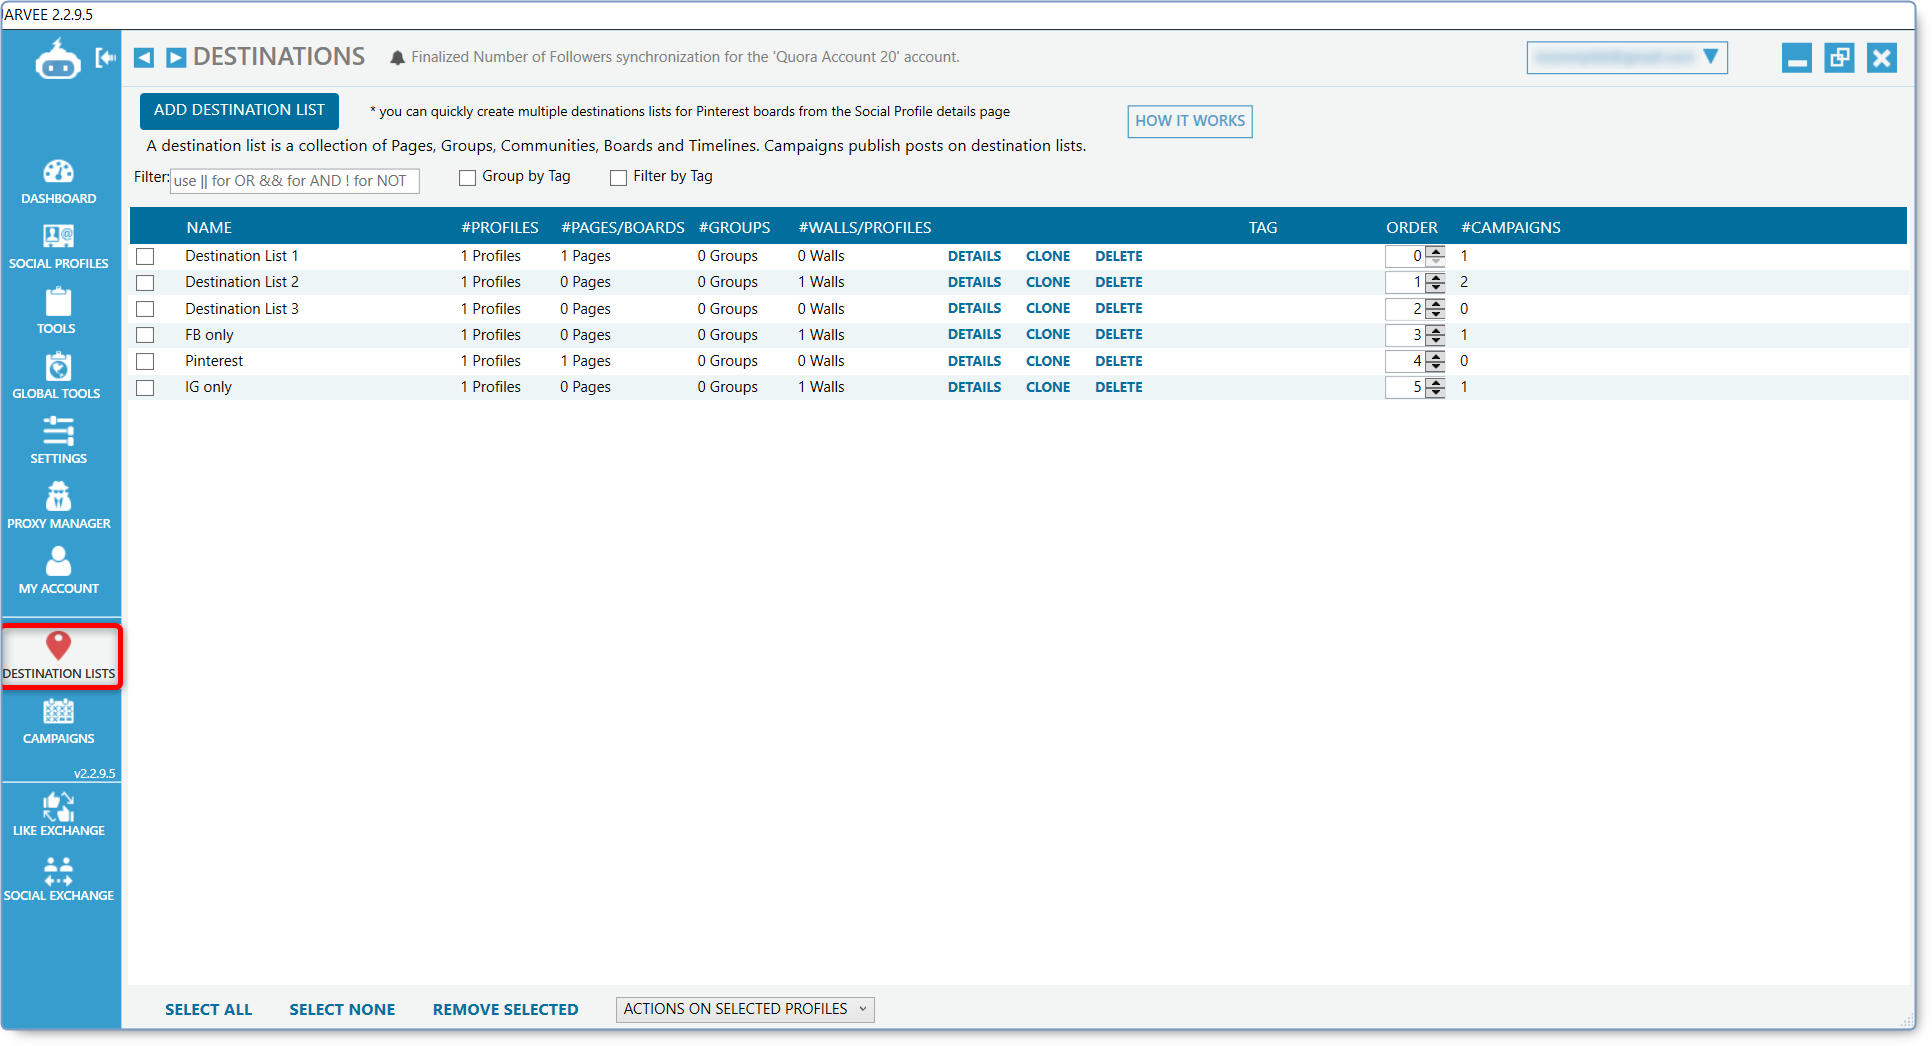 JARVEE 2.2.9.5
DESTINATIONS
Finalized Number of Followers synchronization for the 'Quora Account 20' account.
ADD DESTINATION LIST
* you can quickly create multiple destinations lists for Pinterest boards from the Social Profile details page
HOW IT WORKS
A destination list is a collection of Pages, Groups, Communities, Boards and Timelines. Campaigns publish posts on destination lists.
Filter: use || for OR && for AND ! for NOT Group by Tag Filter by Tag
NAME #PROFILES #PAGES/BOARDS #GROUPS #WALLS/PROFILES TAG ORDER #CAMPAIGNS
Destination List 1 1 Profiles 1 Pages 0 Groups 0 Walls DETAILS CLONE DELETE 0 1
Destination List 2 1 Profiles 0 Pages 0 Groups 1 Walls DETAILS CLONE DELETE 1 2
Destination List 3 1 Profiles 0 Pages 0 Groups 0 Walls DETAILS CLONE DELETE 2 0
FB only 1 Profiles 0 Pages 0 Groups 1 Walls DETAILS CLONE DELETE 3 1
Pinterest 1 Profiles 1 Pages 0 Groups 0 Walls DETAILS CLONE DELETE 4 0
IG only 1 Profiles 0 Pages 0 Groups 1 Walls DETAILS CLONE DELETE 5 1
DASHBOARD
SOCIAL PROFILES
TOOLS
GLOBAL TOOLS
SETTINGS
PROXY MANAGER
MY ACCOUNT
DESTINATION LISTS
CAMPAIGNS
v2.2.9.5
LIKE EXCHANGE
SOCIAL EXCHANGE
SELECT ALL SELECT NONE REMOVE SELECTED ACTIONS ON SELECTED PROFILES